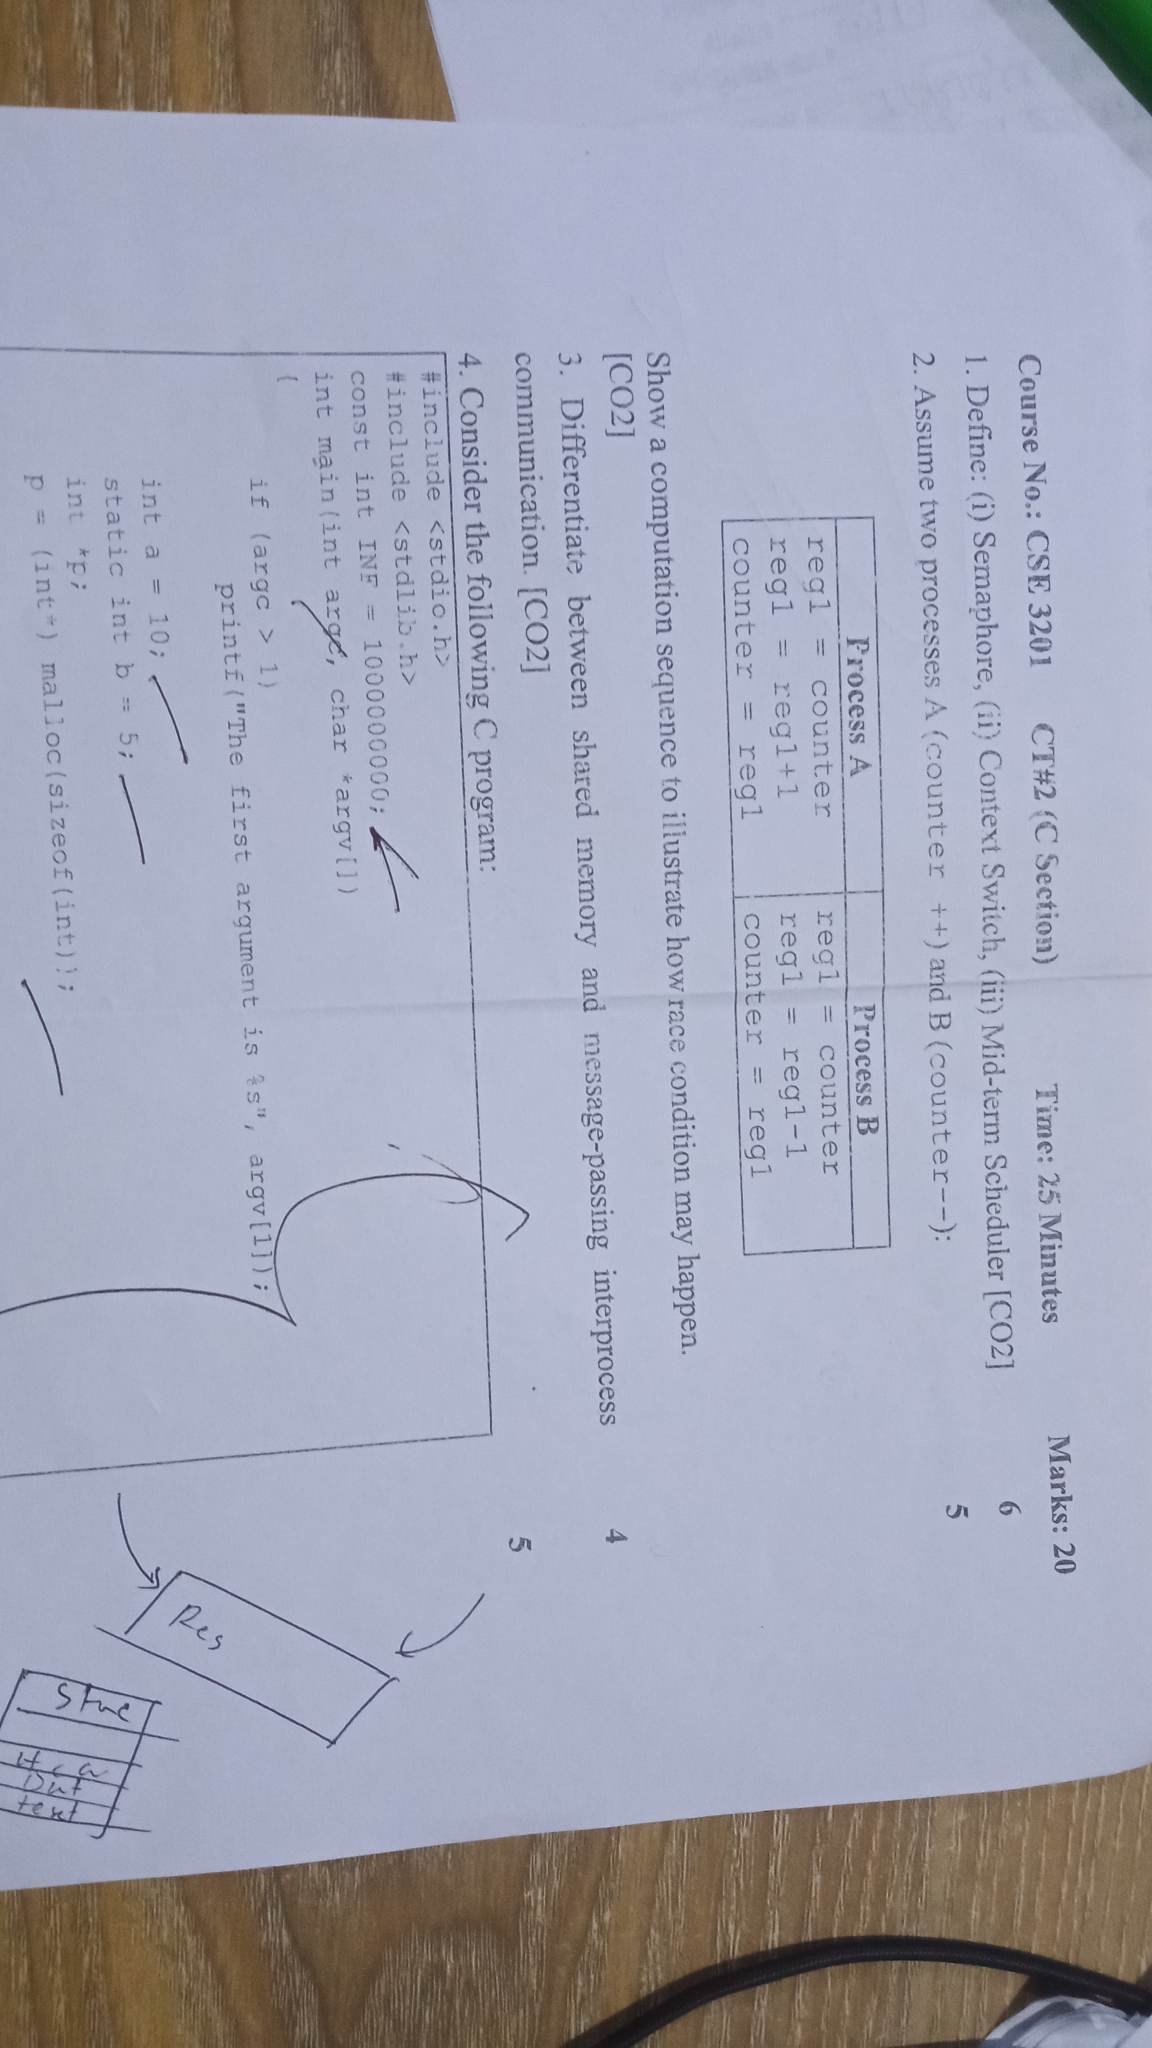 Course No.: CSE 3201 CT#2 (C Section) Time: 25 Minutes Marks: 20
1. Define: (i) Semaphore, (ii) Context Switch, (iii) Mid-term Scheduler [CO2] 6
2. Assume two processes A (counter ++) and B (counter--): 5
Process A Process B
reg1 = counter reg1 = counter
reg1 = reg1+1 reg1 = reg1-1
counter = reg1 counter = reg1
Show a computation sequence to illustrate how race condition may happen.
[CO2]
3. Differentiate between shared memory and message-passing interprocess 4
communication. [CO2]
4. Consider the following C program: 5
#include <stdio.h>
#include <stdlib.h>
const int INF = 1000000000;
int main(int argc, char *argv[])
{
if (argc > 1)
printf("The first argument is %s", argv[1]);
int a = 10;
static int b = 5;
int *p;
p = (int*) malloc(sizeof(int));
Res
Dat
text